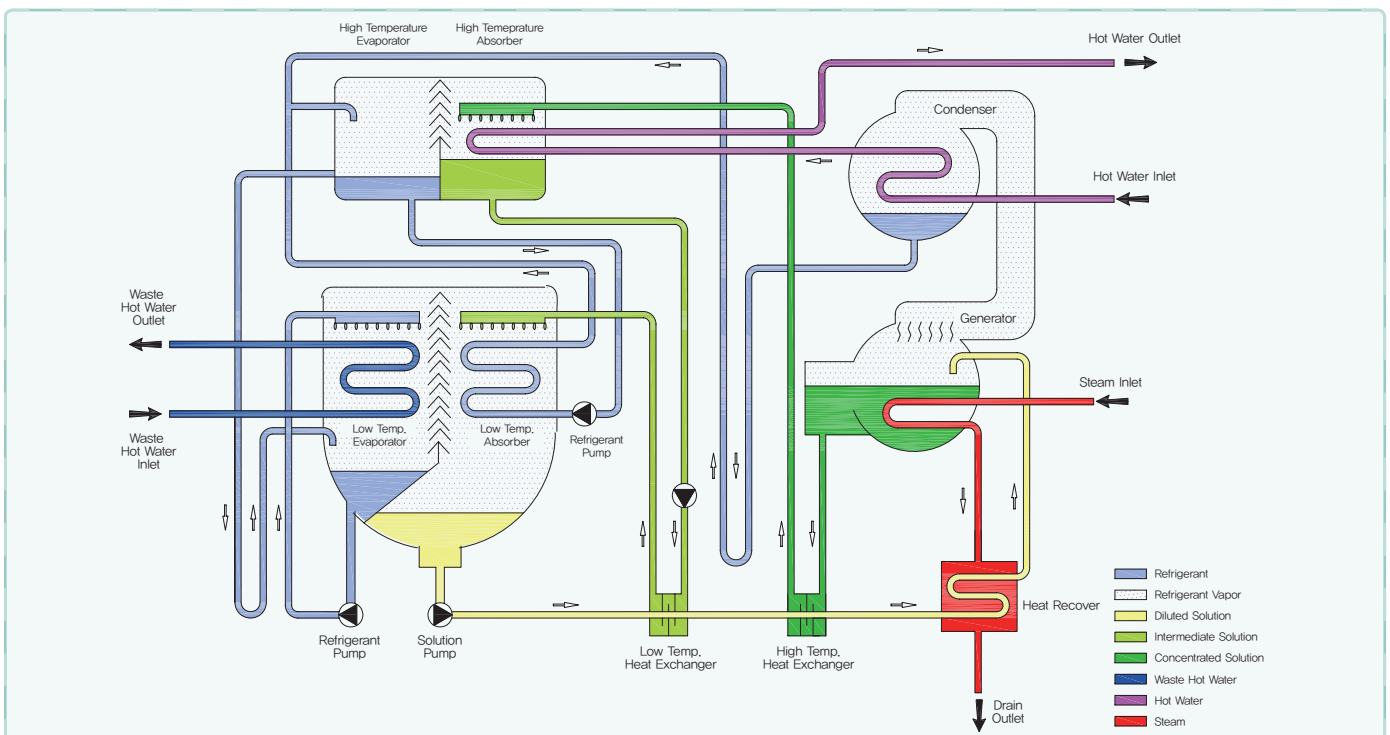 High Temperature
Evaporator
High Temeprature
Absorber
Hot Water Outlet
Condenser
Hot Water Inlet
Waste
Hot Water
Outlet
Generator
Steam Inlet
Low Temp.
Evaporator
Low Temp.
Absorber
Refrigerant
Pump
Waste
Hot Water
Inlet
Refrigerant
Pump
Solution
Pump
Low Temp.
Heat Exchanger
High Temp.
Heat Exchanger
Heat Recover
Drain
Outlet
Refrigerant
Refrigerant Vapor
Diluted Solution
Intermediate Solution
Concentrated Solution
Waste Hot Water
Hot Water
Steam